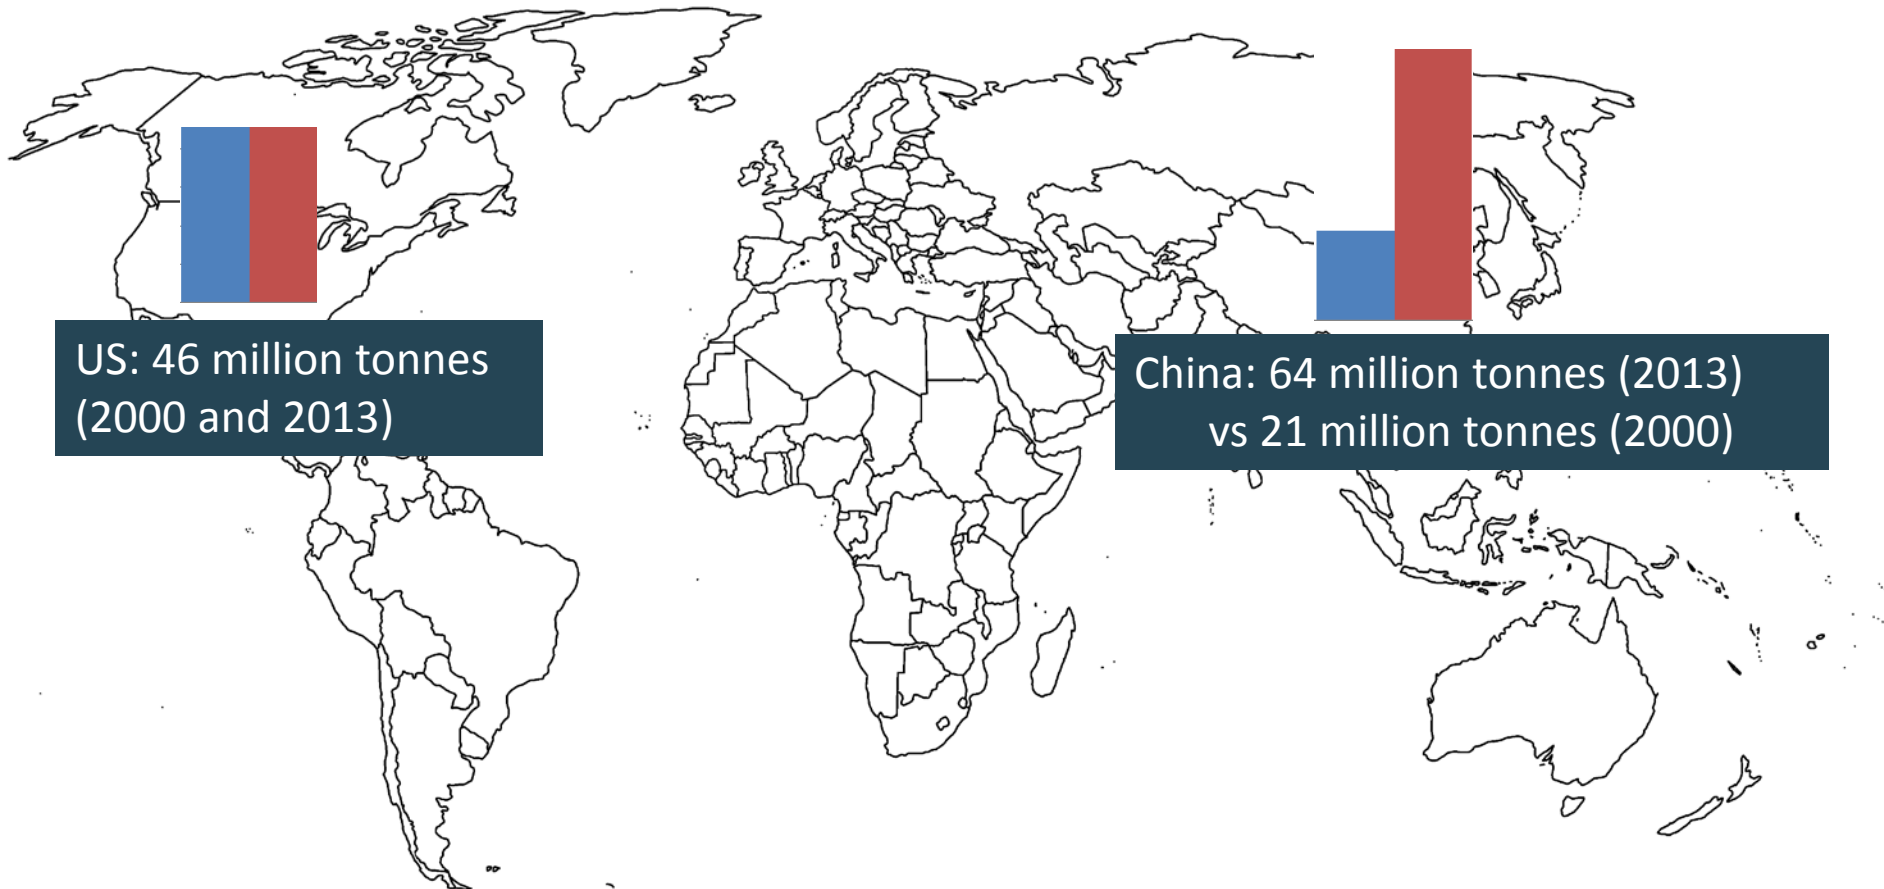 US: 46 million tonnes
(2000 and 2013)
China: 64 million tonnes (2013)
vs 21 million tonnes (2000)